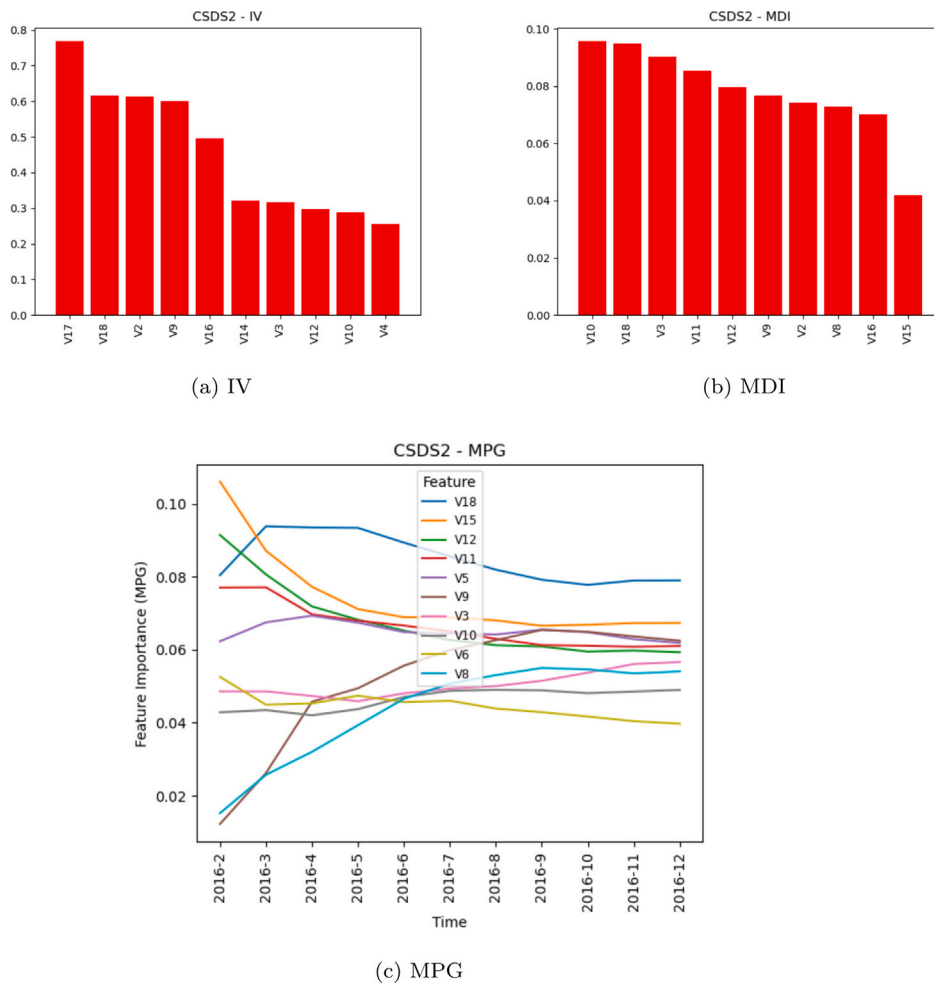 CSDS2 - IV
0.8
0.7
0.6
0.5
0.4
0.3
0.2
0.1
0.0
V17
V18
V2
V9
V16
V14
V3
V12
V10
V4
(a) IV
CSDS2 - MDI
0.10
0.08
0.06
0.04
0.02
0.00
V10
V18
V3
V11
V12
V9
V2
V8
V16
V15
(b) MDI
CSDS2 - MPG
Feature Importance (MPG)
0.10
0.08
0.06
0.04
0.02
Feature
V18
V15
V12
V11
V5
V9
V3
V10
V6
V8
2016-2
2016-3
2016-4
2016-5
2016-6
2016-7
2016-8
2016-9
2016-10
2016-11
2016-12
Time
(c) MPG